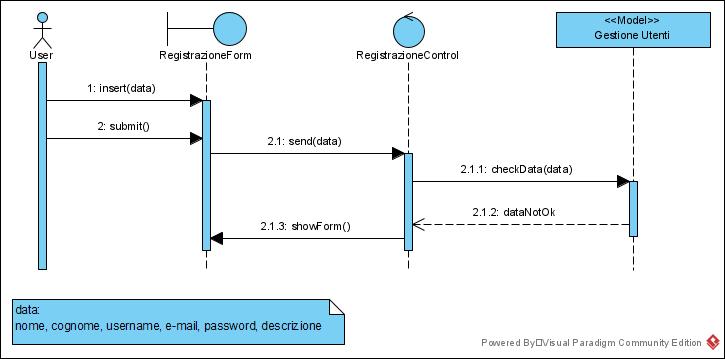 <<Model>>
Gestione Utenti
User
RegistrazioneForm
RegistrazioneControl
1: insert(data)
2: submit()
2.1: send(data)
2.1.1: checkData(data)
2.1.2: dataNotOk
2.1.3: showForm()
data:
nome, cognome, username, e-mail, password, descrizione
Powered By Visual Paradigm Community Edition